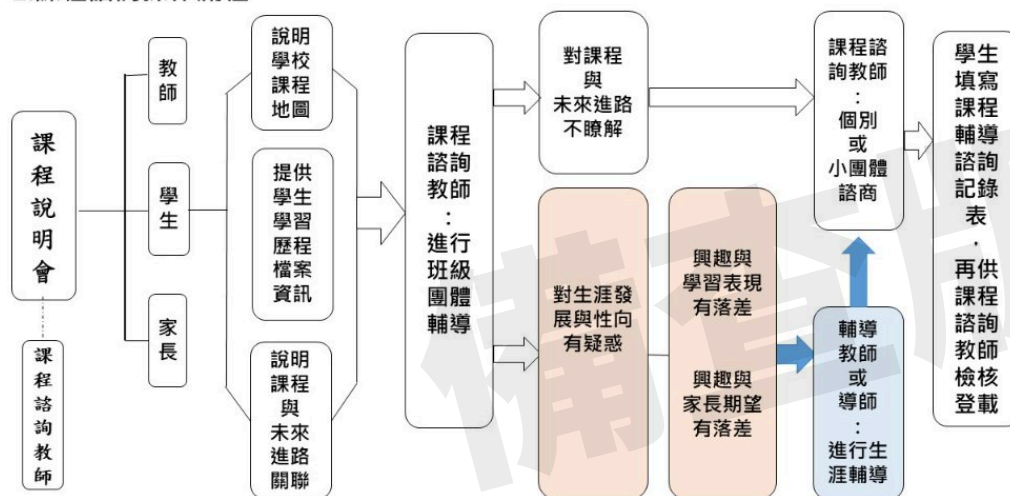 課程說明會
課程諮詢教師
教師
學生
家長
說明
學校
課程
地圖
提供
學生
學習
歷程
檔案
資訊
說明
課程
與
未來
進路
關聯
課程
諮詢
教師
：
進行
班級
團體
輔導
對課程
與
未來進路
不瞭解
對生涯發
展與性向
有疑惑
興趣與
學習表現
有落差
興趣與
家長期望
有落差
課程諮
詢教師
：
個別
或
小團體
諮商
輔導
教師
或
導師
：
進行生
涯輔導
學生
填寫
課程
輔導
諮詢
記錄
表，
再供
課程
諮詢
教師
檢核
登載
備查版